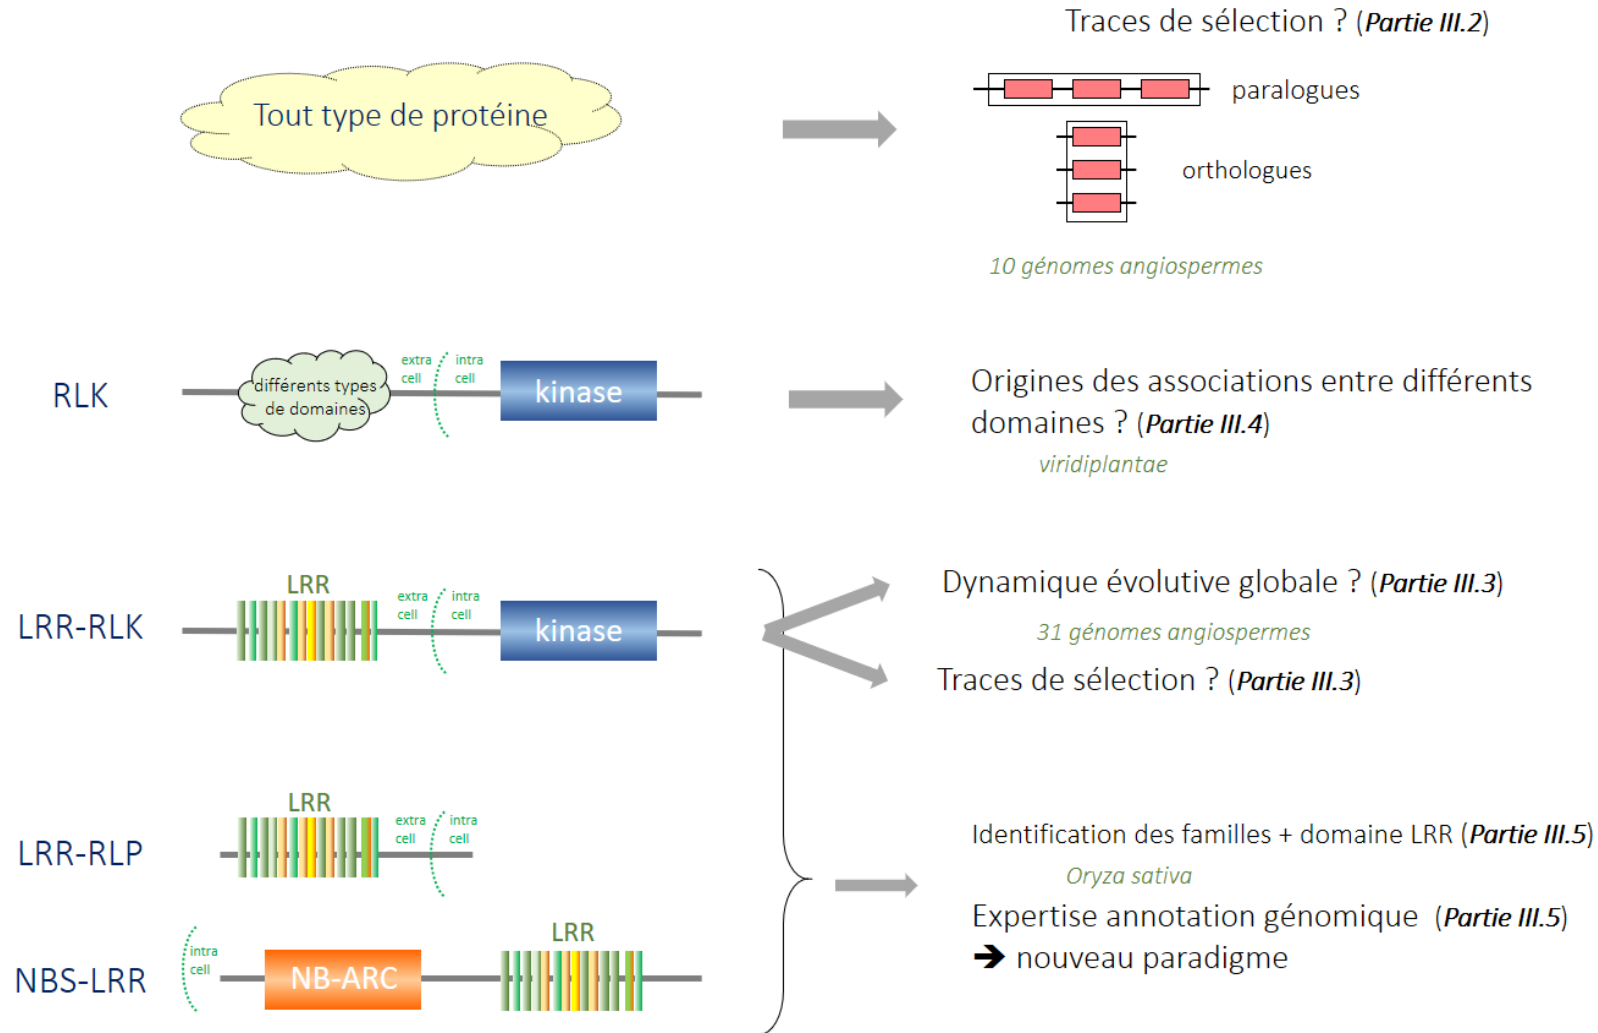 Traces de sélection ? (Partie III.2)
Tout type de protéine
paralogues
orthologues
10 génomes angiospermes
RLK
différents types
de domaines
extra
cell
intra
cell
kinase
Origines des associations entre différents
domaines ? (Partie III.4)
viridiplantae
LRR-RLK
LRR
extra
cell
intra
cell
kinase
Dynamique évolutive globale ? (Partie III.3)
31 génomes angiospermes
Traces de sélection ? (Partie III.3)
LRR-RLP
LRR
extra
cell
intra
cell
Identification des familles + domaine LRR (Partie III.5)
Oryza sativa
Expertise annotation génomique (Partie III.5)
➔ nouveau paradigme
NBS-LRR
intra
cell
NB-ARC
LRR